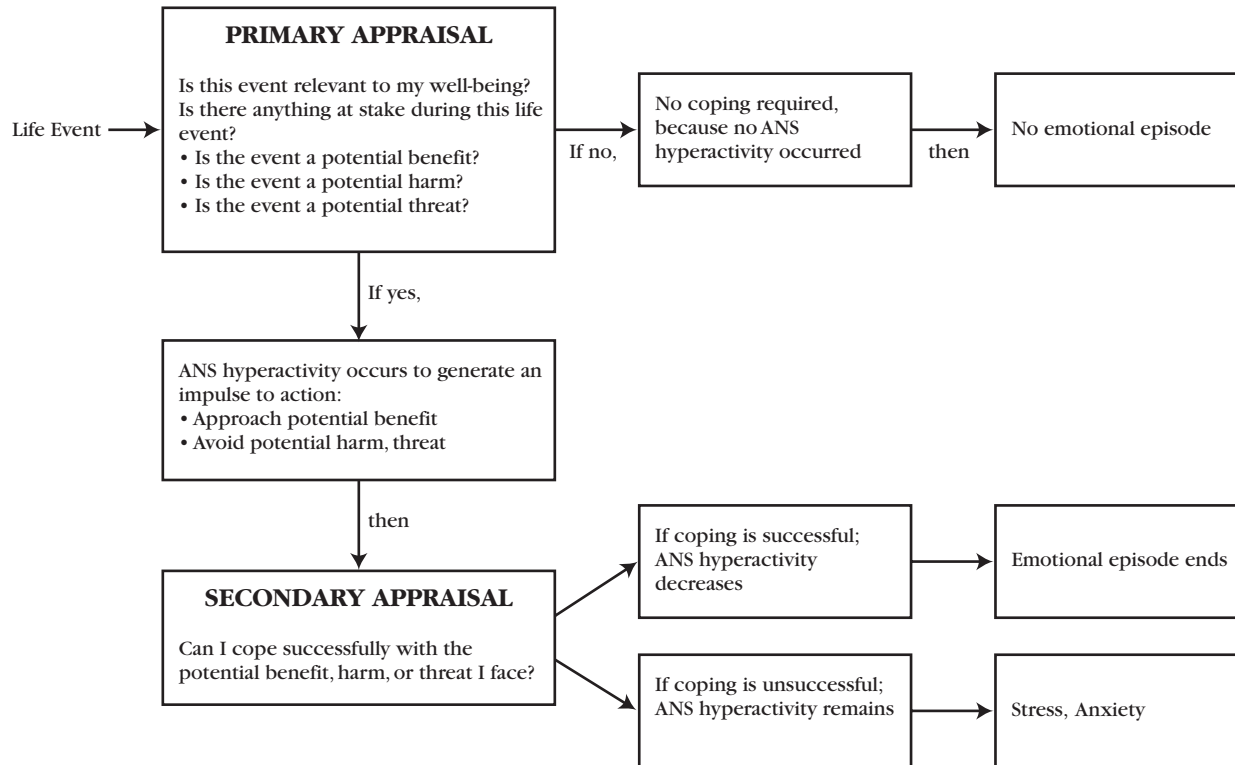 PRIMARY APPRAISAL
Is this event relevant to my well-being?
Is there anything at stake during this life
event?
• Is the event a potential benefit?
• Is the event a potential harm?
• Is the event a potential threat?
Life Event
If no,
No coping required,
because no ANS
hyperactivity occurred
then
No emotional episode
If yes,
ANS hyperactivity occurs to generate an
impulse to action:
• Approach potential benefit
• Avoid potential harm, threat
then
SECONDARY APPRAISAL
Can I cope successfully with the
potential benefit, harm, or threat I face?
If coping is successful;
ANS hyperactivity
decreases
Emotional episode ends
If coping is unsuccessful;
ANS hyperactivity remains
Stress, Anxiety